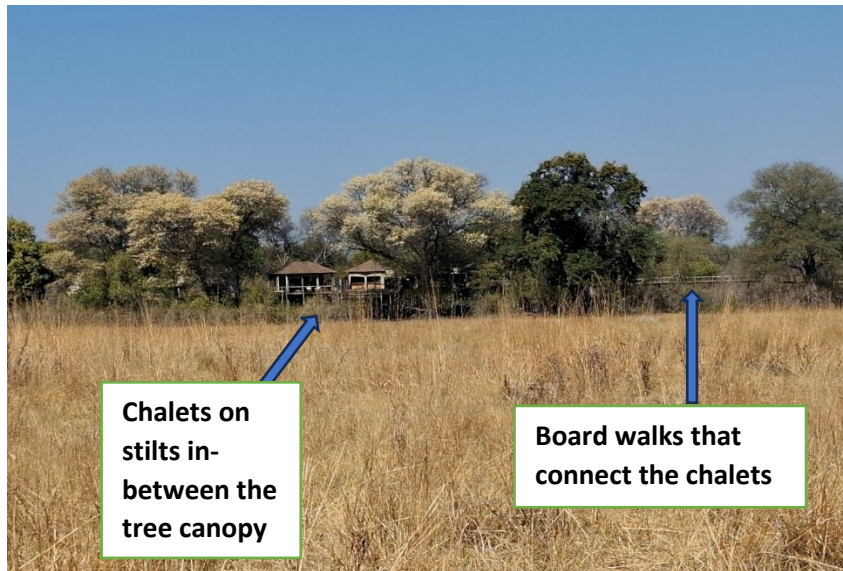 Chalets on
stilts in-
between the
tree canopy
Board walks that
connect the chalets